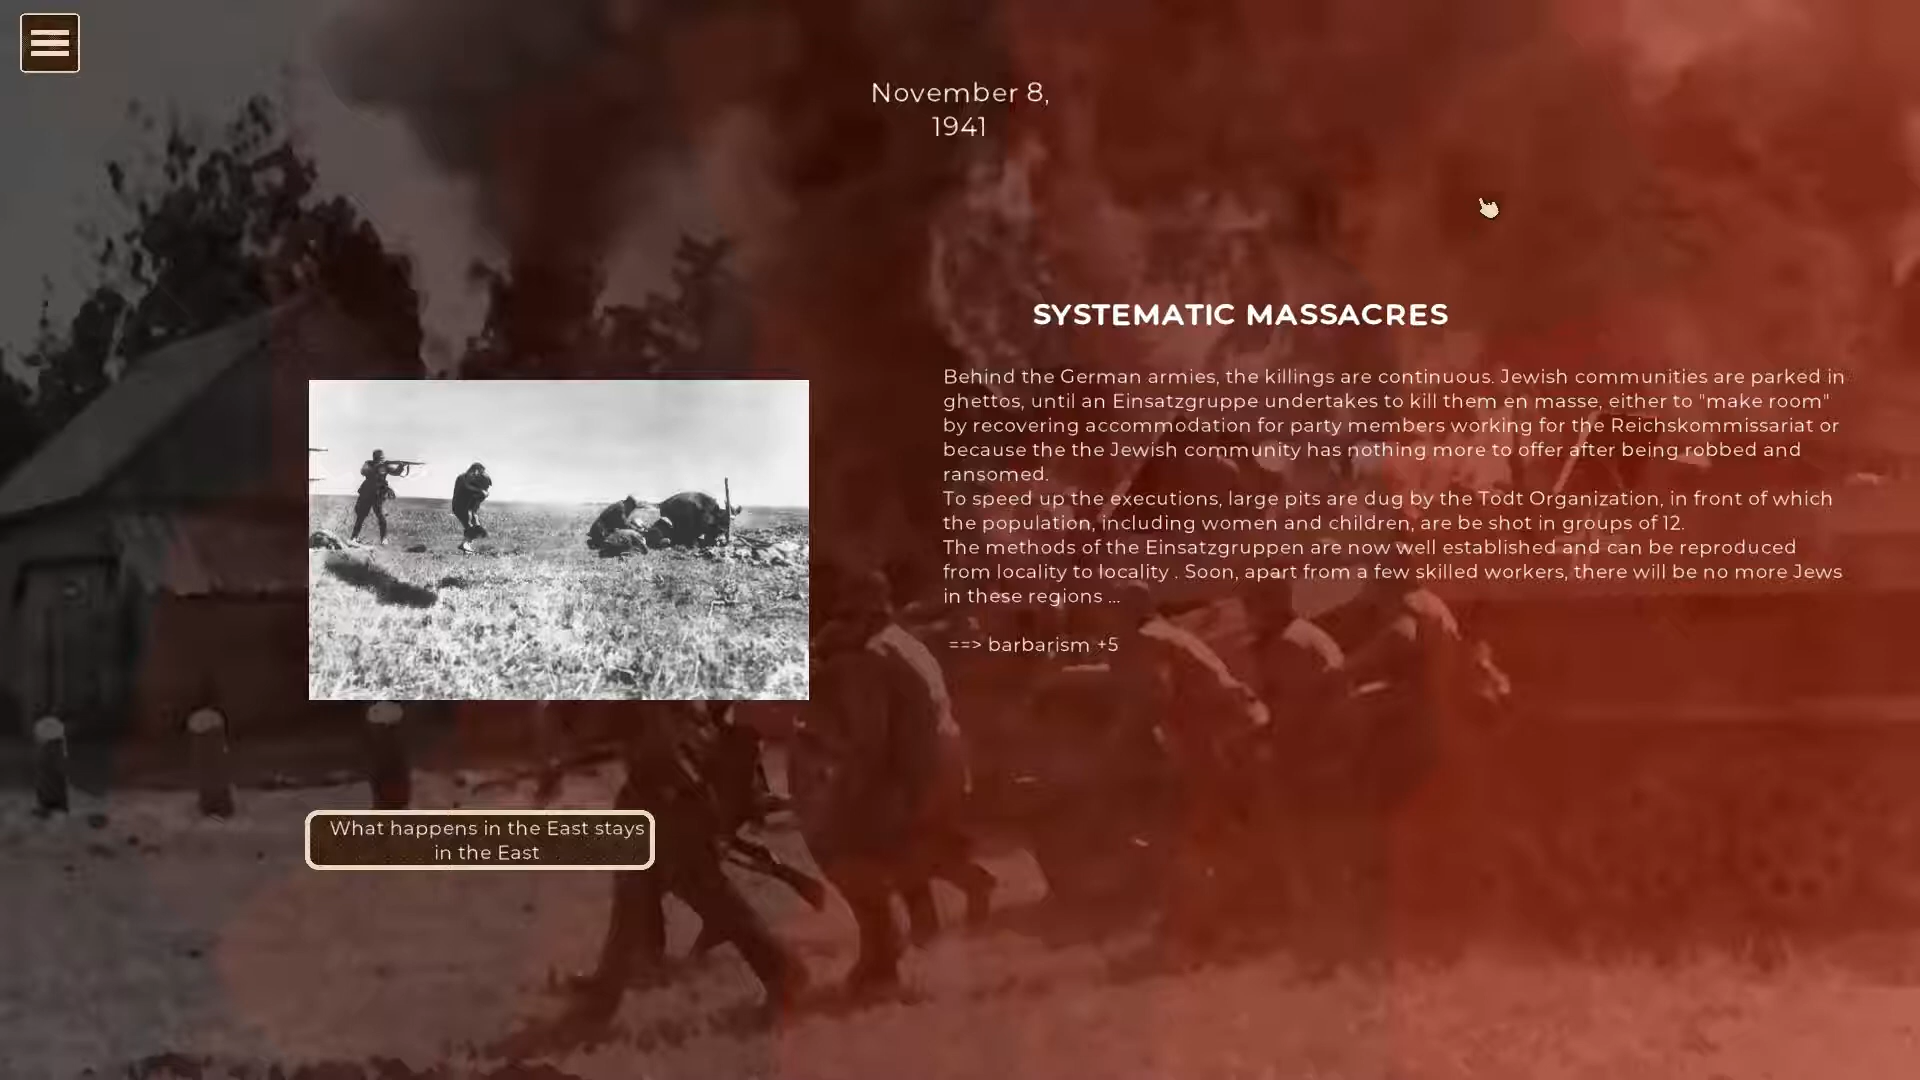 November 8,
1941
SYSTEMATIC MASSACRES
Behind the German armies, the killings are continuous. Jewish communities are parked in
ghettos, until an Einsatzgruppe undertakes to kill them en masse, either to "make room"
by recovering accommodation for party members working for the Reichskommissariat or
because the the Jewish community has nothing more to offer after being robbed and
ransomed.
To speed up the executions, large pits are dug by the Todt Organization, in front of which
the population, including women and children, are be shot in groups of 12.
The methods of the Einsatzgruppen are now well established and can be reproduced
from locality to locality . Soon, apart from a few skilled workers, there will be no more Jews
in these regions ...
==> barbarism +5
What happens in the East stays
in the East